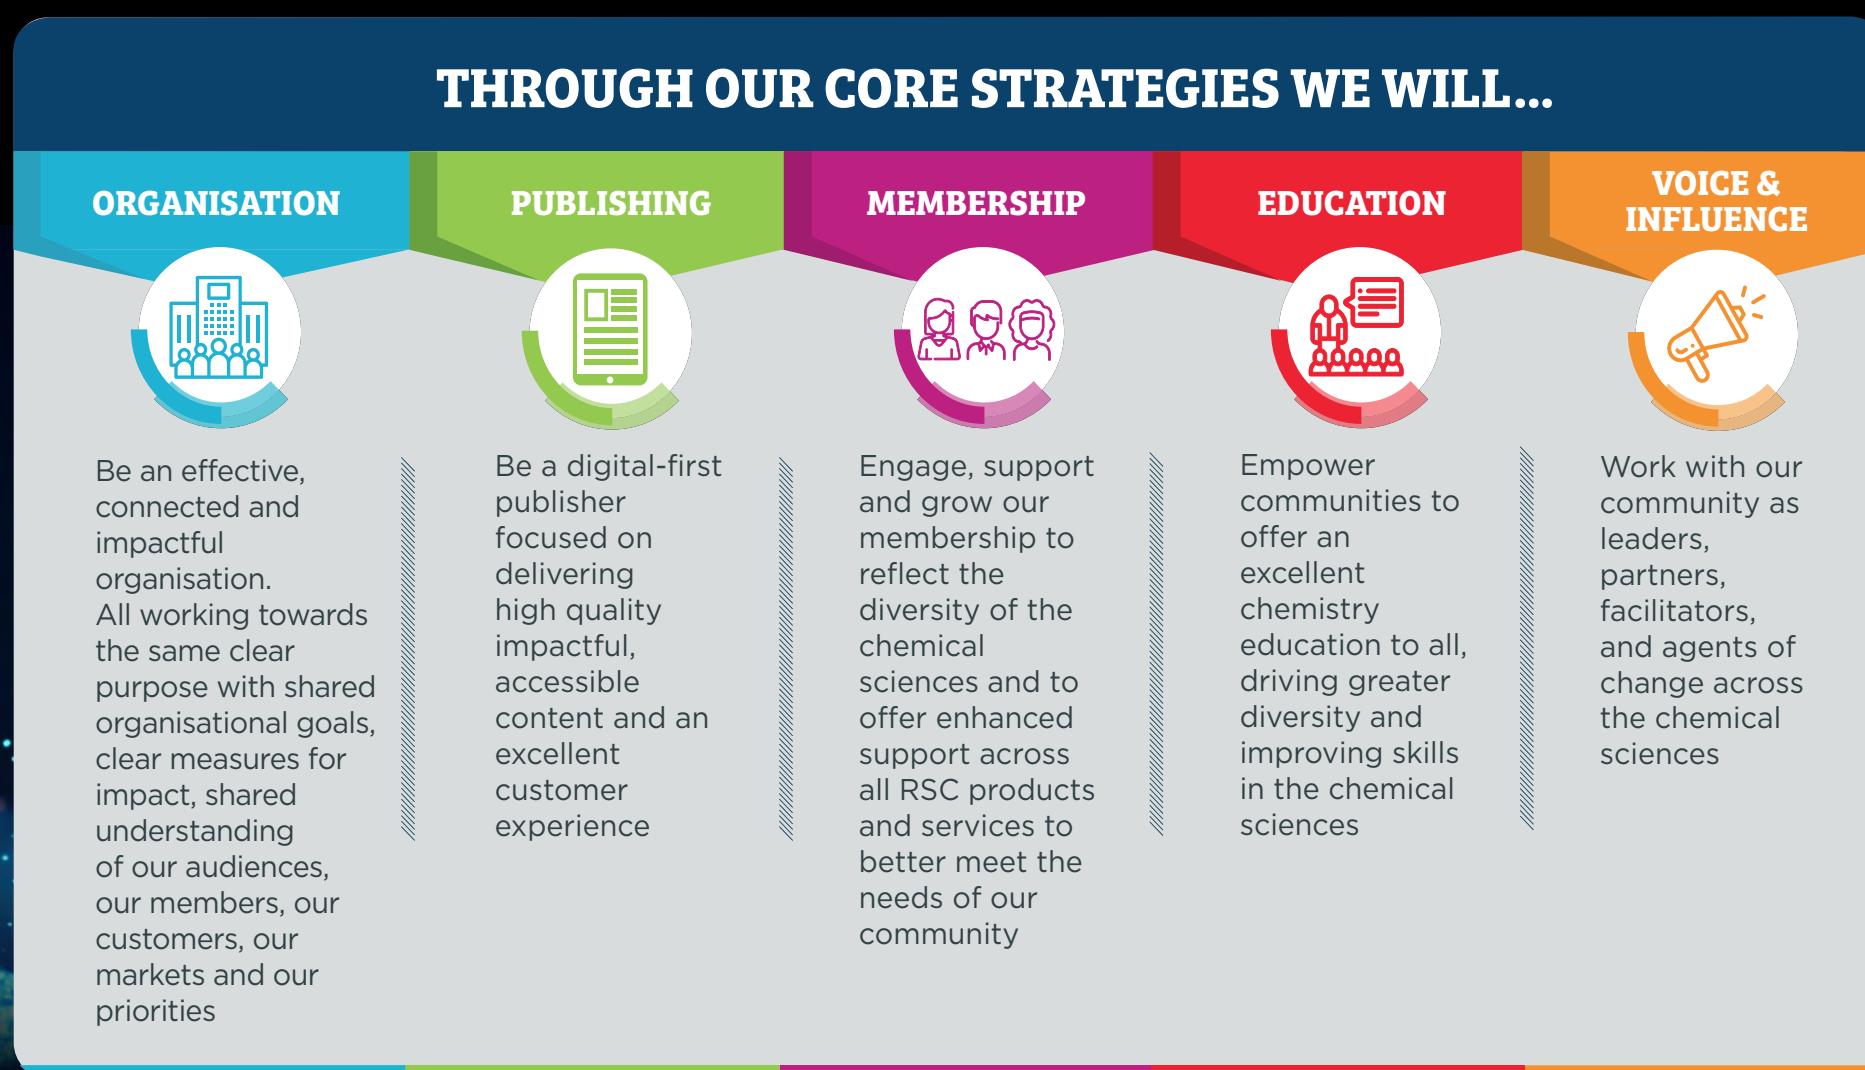 THROUGH OUR CORE STRATEGIES WE WILL...
ORGANISATION
Be an effective,
connected and
impactful
organisation.
All working towards
the same clear
purpose with shared
organisational goals,
clear measures for
impact, shared
understanding
of our audiences,
our members, our
customers, our
markets and our
priorities
PUBLISHING
Be a digital-first
publisher
focused on
delivering
high quality
impactful,
accessible
content and an
excellent
customer
experience
MEMBERSHIP
Engage, support
and grow our
membership to
reflect the
diversity of the
chemical
sciences and to
offer enhanced
support across
all RSC products
and services to
better meet the
needs of our
community
EDUCATION
Empower
communities to
offer an
excellent
chemistry
education to all,
driving greater
diversity and
improving skills
in the chemical
sciences
VOICE &
INFLUENCE
Work with our
community as
leaders,
partners,
facilitators,
and agents of
change across
the chemical
sciences